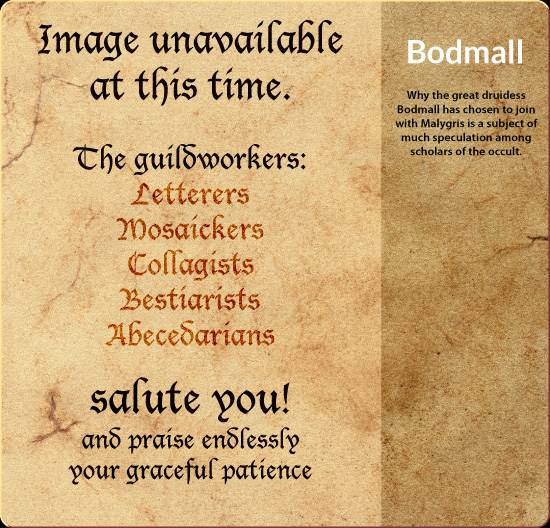 Image unavailable
at this time.
The guildworkers:
Letterers
Mosaickers
Collagists
Bestiarists
Abecedarians
salute you!
and praise endlessly
your graceful patience
Bodmall
Why the great druidess
Bodmall has chosen to join
with Malygris is a subject of
much speculation among
scholars of the occult.